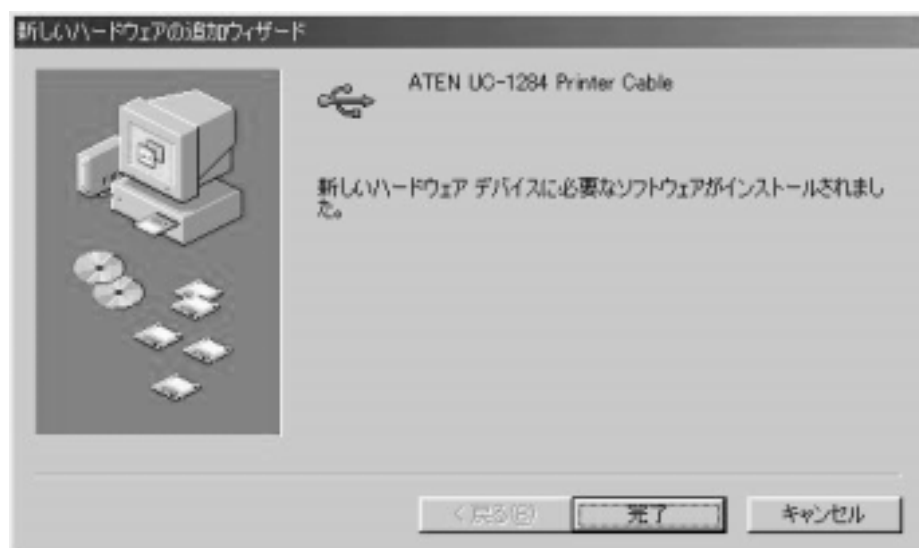 新しいハードウェアの追加ウィザード
ATEN UC-1284 Printer Cable
新しいハードウェア デバイスに必要なソフトウェアがインストールされまし
た。
< 戻る(B)
完了
キャンセル